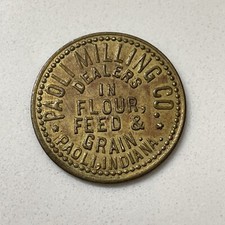 PAOLI MILLING CO.
DEALERS
IN
FLOUR,
FEED &
GRAIN.
PAOLI, INDIANA.